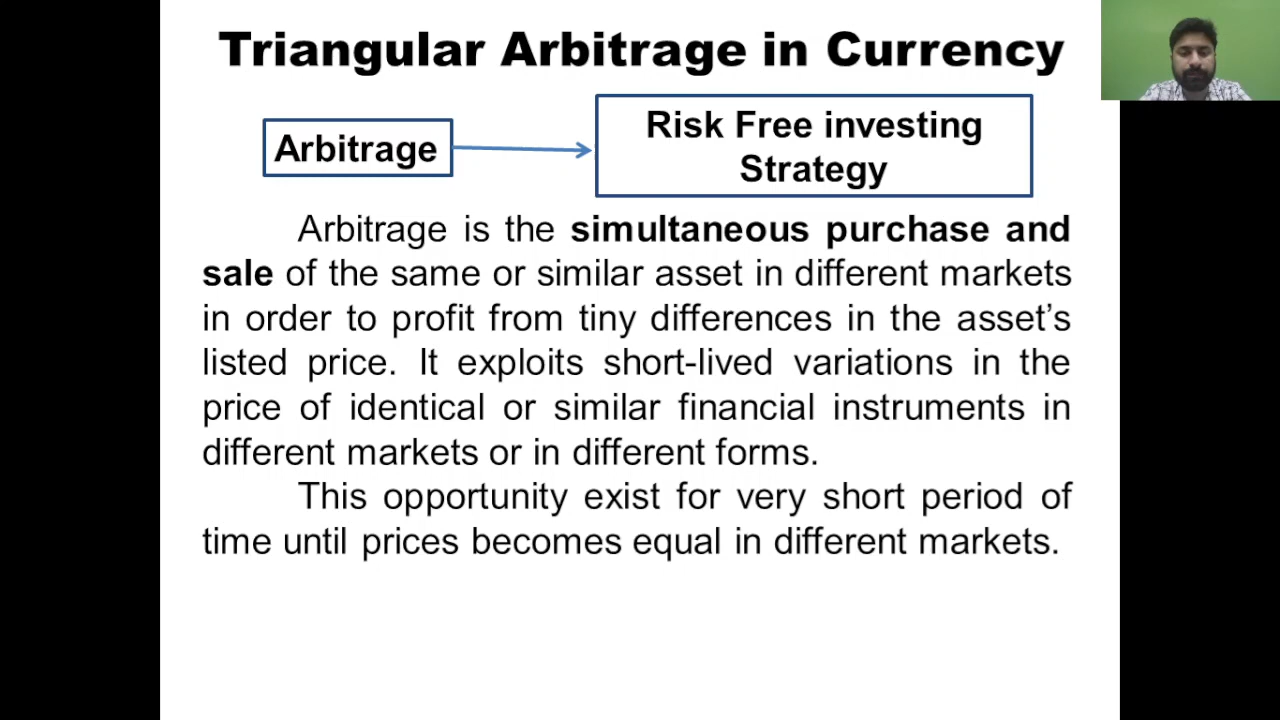 Triangular Arbitrage in Currency
Arbitrage
Risk Free investing
Strategy
Arbitrage is the simultaneous purchase and
sale of the same or similar asset in different markets
in order to profit from tiny differences in the asset’s
listed price. It exploits short-lived variations in the
price of identical or similar financial instruments in
different markets or in different forms.
This opportunity exist for very short period of
time until prices becomes equal in different markets.